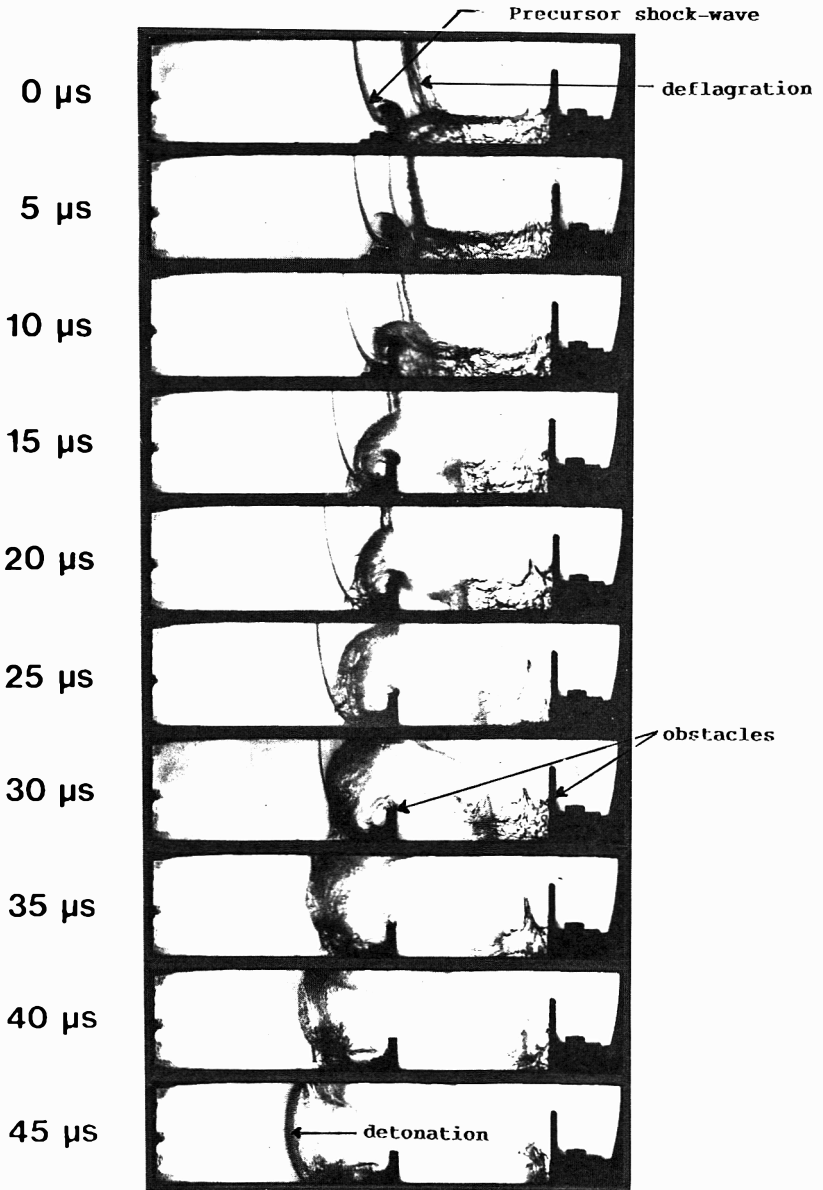 Precursor shock-wave
0 µs
deflagration
5 µs
10 µs
15 µs
20 µs
25 µs
obstacles
30 µs
35 µs
40 µs
45 µs
detonation